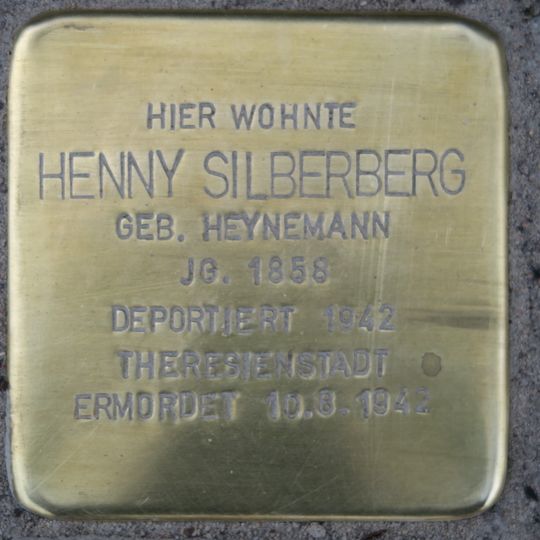 HIER WOHNTE
HENNY SILBERBERG
GEB. HEYNEMANN
JG. 1858
DEPORTIERT 1942
THERESIENSTADT
ERMORDET 10.8.1942